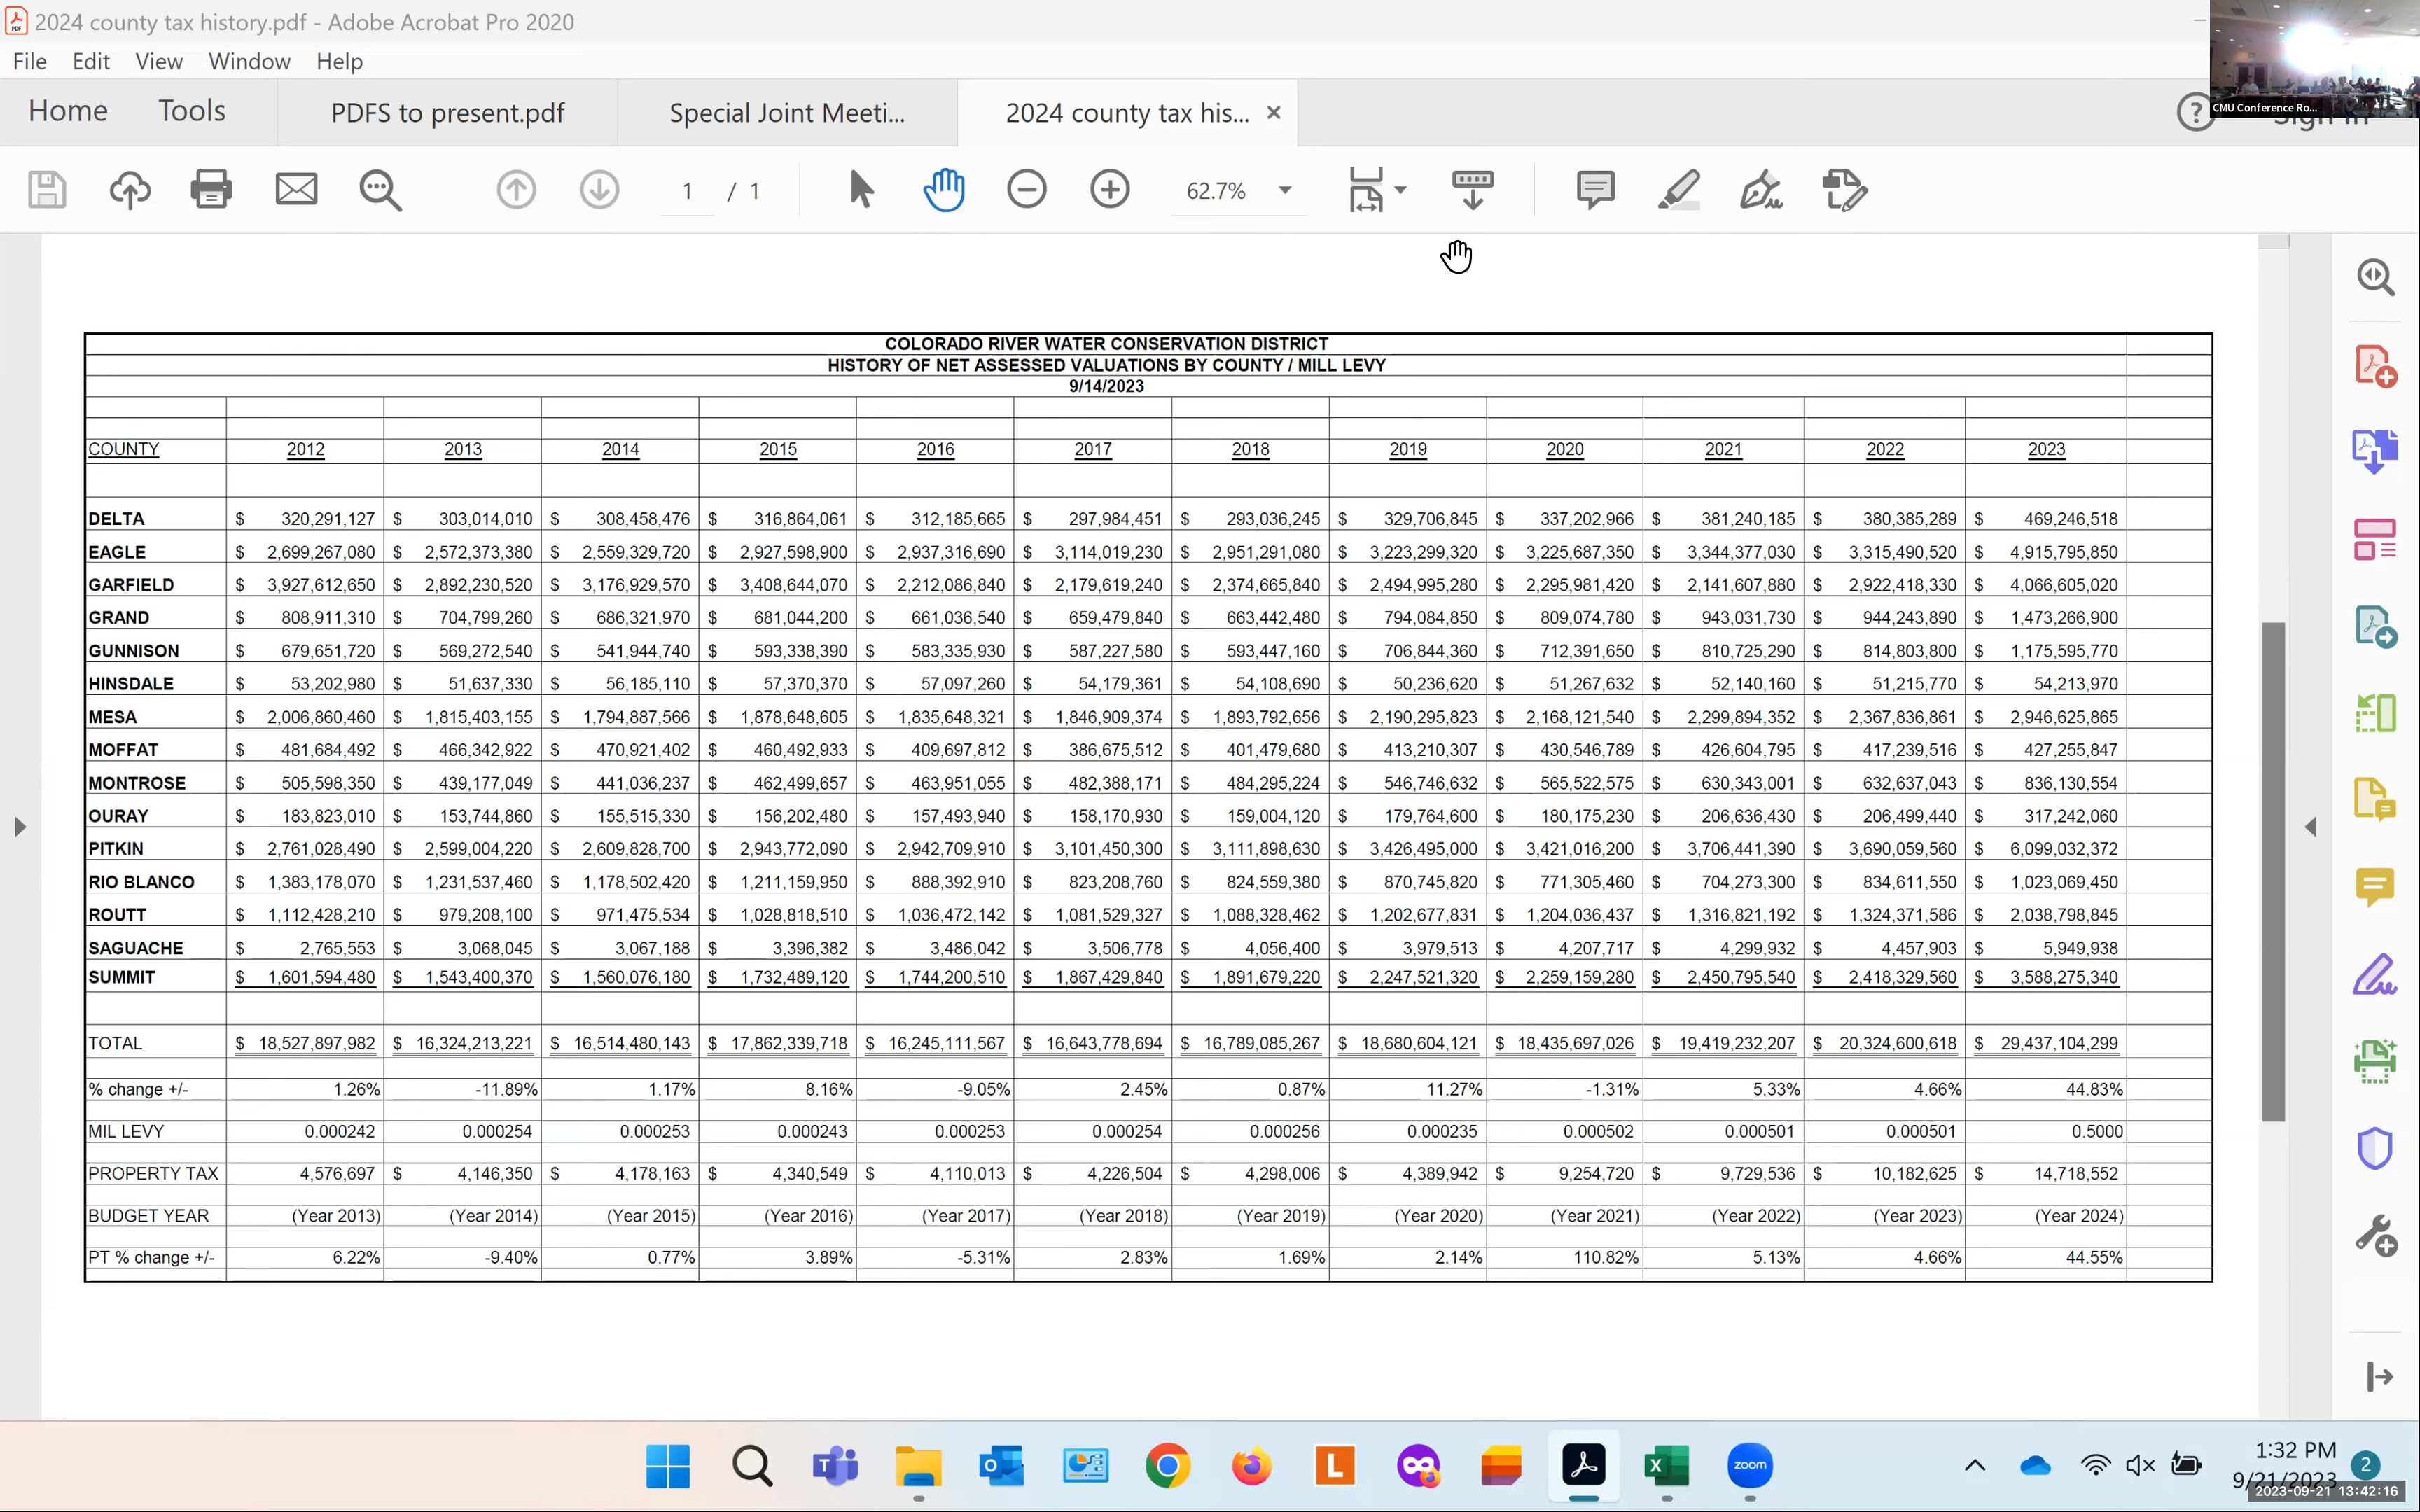 2024 county tax history.pdf - Adobe Acrobat Pro 2020
File Edit View Window Help
Home Tools PDFS to present.pdf Special Joint Meeti... 2024 county tax his... ×
CMU Conference Ro...
1 / 1 62.7%
COLORADO RIVER WATER CONSERVATION DISTRICT
HISTORY OF NET ASSESSED VALUATIONS BY COUNTY / MILL LEVY
9/14/2023
COUNTY 2012 2013 2014 2015 2016 2017 2018 2019 2020 2021 2022 2023
DELTA $ 320,291,127 $ 303,014,010 $ 308,458,476 $ 316,864,061 $ 312,185,665 $ 297,984,451 $ 293,036,245 $ 329,706,845 $ 337,202,966 $ 381,240,185 $ 380,385,289 $ 469,246,518
EAGLE $ 2,699,267,080 $ 2,572,373,380 $ 2,559,329,720 $ 2,927,598,900 $ 2,937,316,690 $ 3,114,019,230 $ 2,951,291,080 $ 3,223,299,320 $ 3,225,687,350 $ 3,344,377,030 $ 3,315,490,520 $ 4,915,795,850
GARFIELD $ 3,927,612,650 $ 2,892,230,520 $ 3,176,929,570 $ 3,408,644,070 $ 2,212,086,840 $ 2,179,619,240 $ 2,374,665,840 $ 2,494,995,280 $ 2,295,981,420 $ 2,141,607,880 $ 2,922,418,330 $ 4,066,605,020
GRAND $ 808,911,310 $ 704,799,260 $ 686,321,970 $ 681,044,200 $ 661,036,540 $ 659,479,840 $ 663,442,480 $ 794,084,850 $ 809,074,780 $ 943,031,730 $ 944,243,890 $ 1,473,266,900
GUNNISON $ 679,651,720 $ 569,272,540 $ 541,944,740 $ 593,338,390 $ 583,335,930 $ 587,227,580 $ 593,447,160 $ 706,844,360 $ 712,391,650 $ 810,725,290 $ 814,803,800 $ 1,175,595,770
HINSDALE $ 53,202,980 $ 51,637,330 $ 56,185,110 $ 57,370,370 $ 57,097,260 $ 54,179,361 $ 54,108,690 $ 50,236,620 $ 51,267,632 $ 52,140,160 $ 51,215,770 $ 54,213,970
MESA $ 2,006,860,460 $ 1,815,403,155 $ 1,794,887,566 $ 1,878,648,605 $ 1,835,648,321 $ 1,846,909,374 $ 1,893,792,656 $ 2,190,295,823 $ 2,168,121,540 $ 2,299,894,352 $ 2,367,836,861 $ 2,946,625,865
MOFFAT $ 481,684,492 $ 466,342,922 $ 470,921,402 $ 460,492,933 $ 409,697,812 $ 386,675,512 $ 401,479,680 $ 413,210,307 $ 430,546,789 $ 426,604,795 $ 417,239,516 $ 427,255,847
MONTROSE $ 505,598,350 $ 439,177,049 $ 441,036,237 $ 462,499,657 $ 463,951,055 $ 482,388,171 $ 484,295,224 $ 546,746,632 $ 565,522,575 $ 630,343,001 $ 632,637,043 $ 836,130,554
OURAY $ 183,823,010 $ 153,744,860 $ 155,515,330 $ 156,202,480 $ 157,493,940 $ 158,170,930 $ 159,004,120 $ 179,764,600 $ 180,175,230 $ 206,636,430 $ 206,499,440 $ 317,242,060
PITKIN $ 2,761,028,490 $ 2,599,004,220 $ 2,609,828,700 $ 2,943,772,090 $ 2,942,709,910 $ 3,101,450,300 $ 3,111,898,630 $ 3,426,495,000 $ 3,421,016,200 $ 3,706,441,390 $ 3,690,059,560 $ 6,099,032,372
RIO BLANCO $ 1,383,178,070 $ 1,231,537,460 $ 1,178,502,420 $ 1,211,159,950 $ 888,392,910 $ 823,208,760 $ 824,559,380 $ 870,745,820 $ 771,305,460 $ 704,273,300 $ 834,611,550 $ 1,023,069,450
ROUTT $ 1,112,428,210 $ 979,208,100 $ 971,475,534 $ 1,028,818,510 $ 1,036,472,142 $ 1,081,529,327 $ 1,088,328,462 $ 1,202,677,831 $ 1,204,036,437 $ 1,316,821,192 $ 1,324,371,586 $ 2,038,798,845
SAGUACHE $ 2,765,553 $ 3,068,045 $ 3,067,188 $ 3,396,382 $ 3,486,042 $ 3,506,778 $ 4,056,400 $ 3,979,513 $ 4,207,717 $ 4,299,932 $ 4,457,903 $ 5,949,938
SUMMIT $ 1,601,594,480 $ 1,543,400,370 $ 1,560,076,180 $ 1,732,489,120 $ 1,744,200,510 $ 1,867,429,840 $ 1,891,679,220 $ 2,247,521,320 $ 2,259,159,280 $ 2,450,795,540 $ 2,418,329,560 $ 3,588,275,340
TOTAL $ 18,527,897,982 $ 16,324,213,221 $ 16,514,480,143 $ 17,862,339,718 $ 16,245,111,567 $ 16,643,778,694 $ 16,789,085,267 $ 18,680,604,121 $ 18,435,697,026 $ 19,419,232,207 $ 20,324,600,618 $ 29,437,104,299
% change +/- 1.26% -11.89% 1.17% 8.16% -9.05% 2.45% 0.87% 11.27% -1.31% 5.33% 4.66% 44.83%
MIL LEVY 0.000242 0.000254 0.000253 0.000243 0.000253 0.000254 0.000256 0.000235 0.000502 0.000501 0.000501 0.5000
PROPERTY TAX 4,576,697 $ 4,146,350 $ 4,178,163 $ 4,340,549 $ 4,110,013 $ 4,226,504 $ 4,298,006 $ 4,389,942 $ 9,254,720 $ 9,729,536 $ 10,182,625 $ 14,718,552
BUDGET YEAR (Year 2013) (Year 2014) (Year 2015) (Year 2016) (Year 2017) (Year 2018) (Year 2019) (Year 2020) (Year 2021) (Year 2022) (Year 2023) (Year 2024)
PT % change +/- 6.22% -9.40% 0.77% 3.89% -5.31% 2.83% 1.69% 2.14% 110.82% 5.13% 4.66% 44.55%
zoom
1:32 PM
9/21/2023
2
2023-09-21 13:42:16